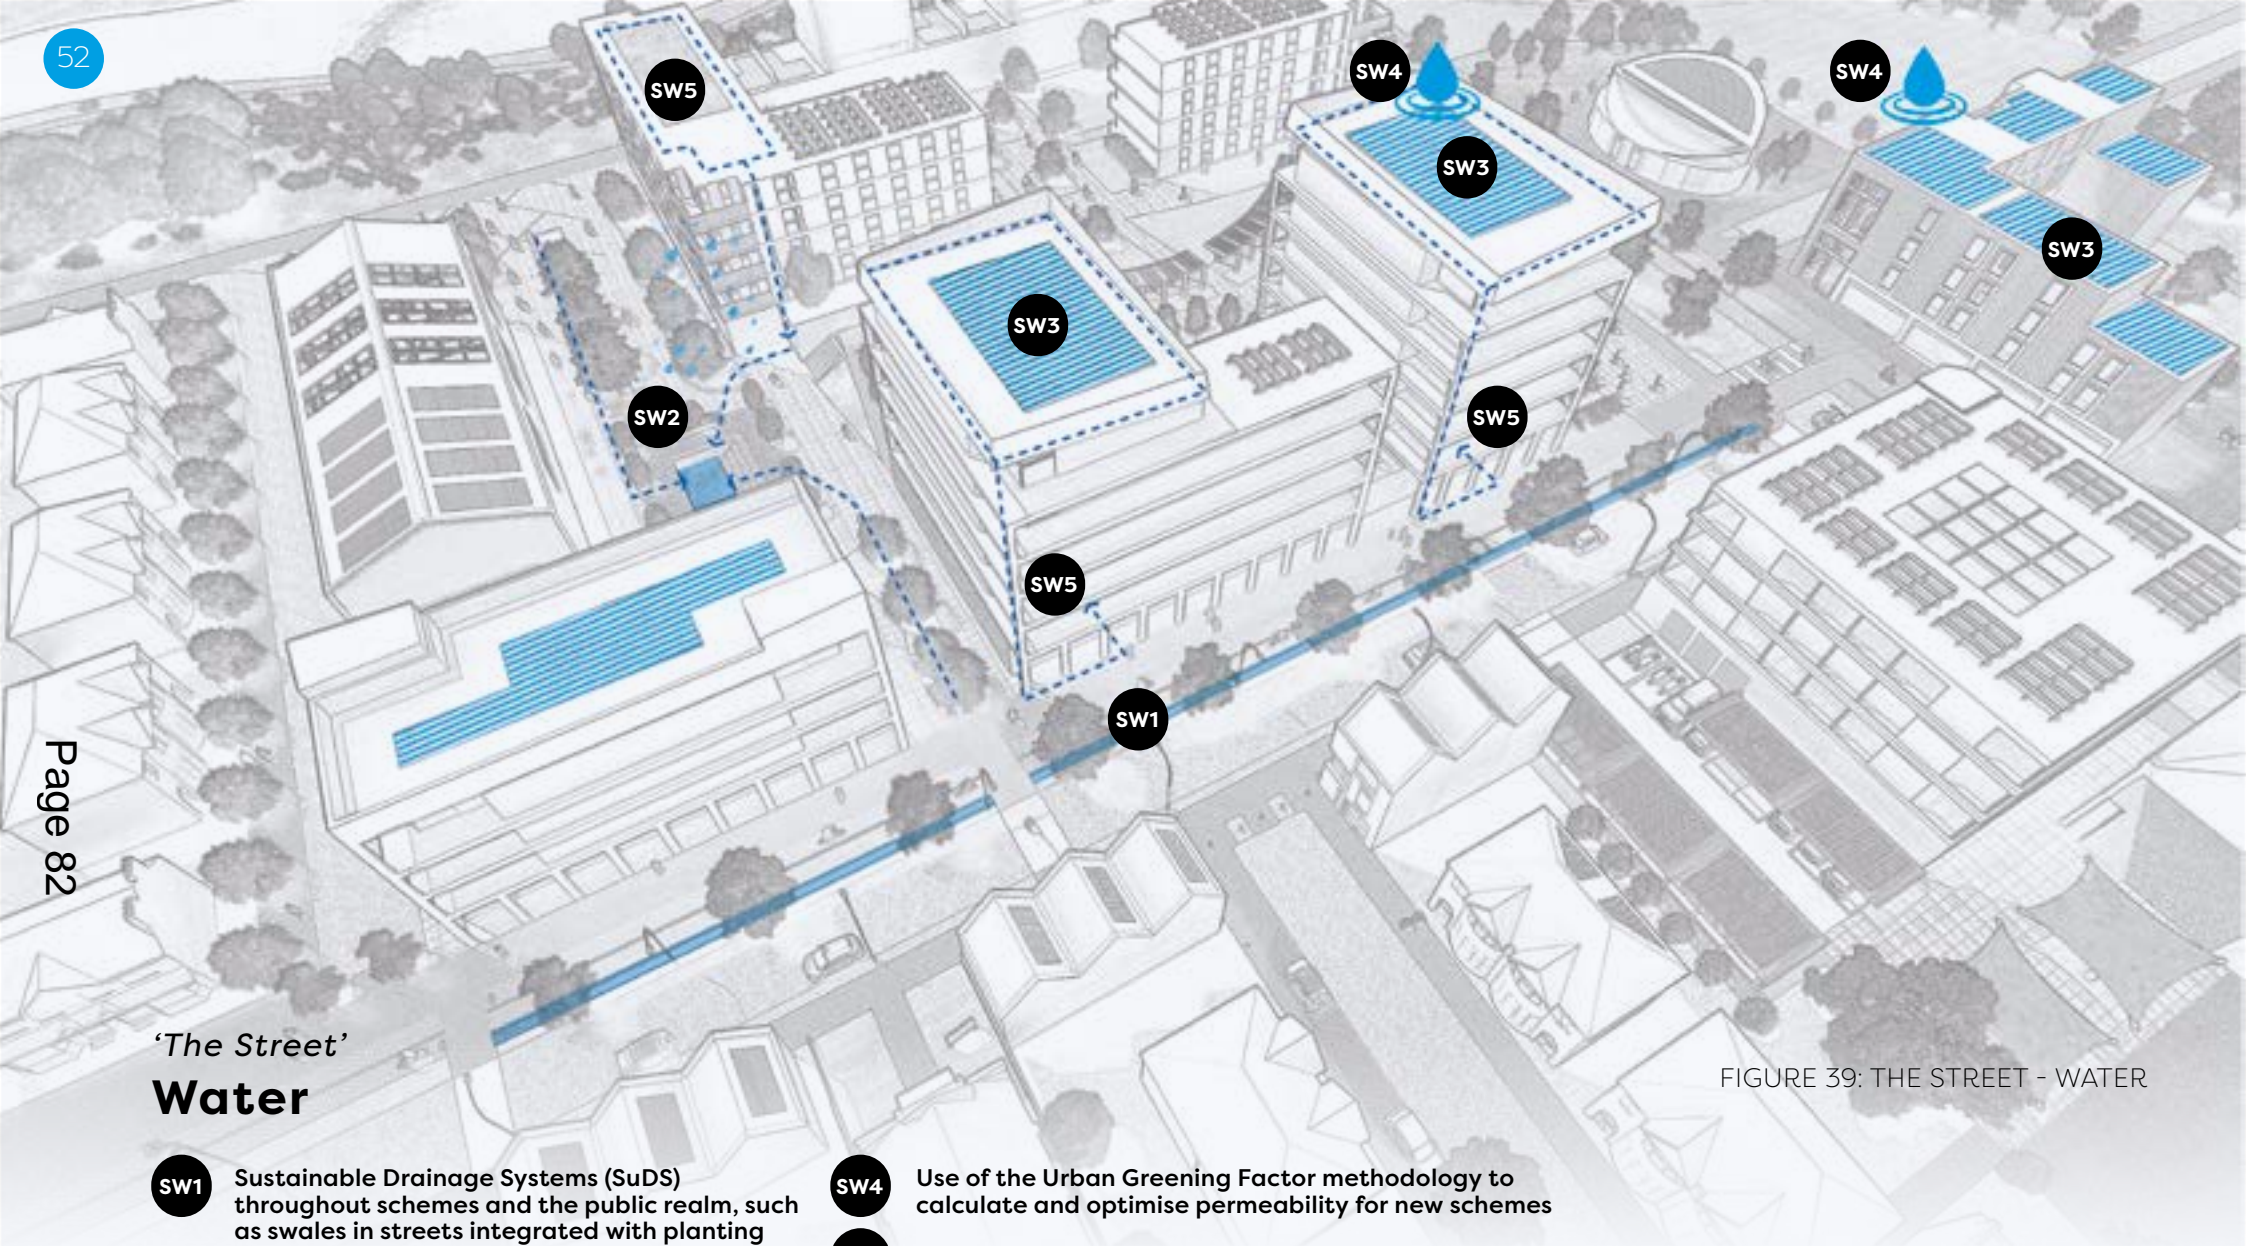 52
SW5
SW4
SW4
SW3
SW3
SW3
SW2
SW5
SW5
SW1
Page 82
‘The Street’
Water
FIGURE 39: THE STREET - WATER
SW1
Sustainable Drainage Systems (SuDS)
throughout schemes and the public realm, such
as swales in streets integrated with planting
SW4
Use of the Urban Greening Factor methodology to
calculate and optimise permeability for new schemes